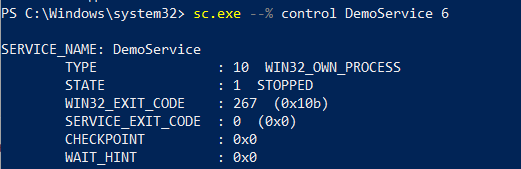 PS C:\Windows\system32> sc.exe --% control DemoService 6
SERVICE_NAME: DemoService
TYPE : 10 WIN32_OWN_PROCESS
STATE : 1 STOPPED
WIN32_EXIT_CODE : 267 (0x10b)
SERVICE_EXIT_CODE : 0 (0x0)
CHECKPOINT : 0x0
WAIT_HINT : 0x0